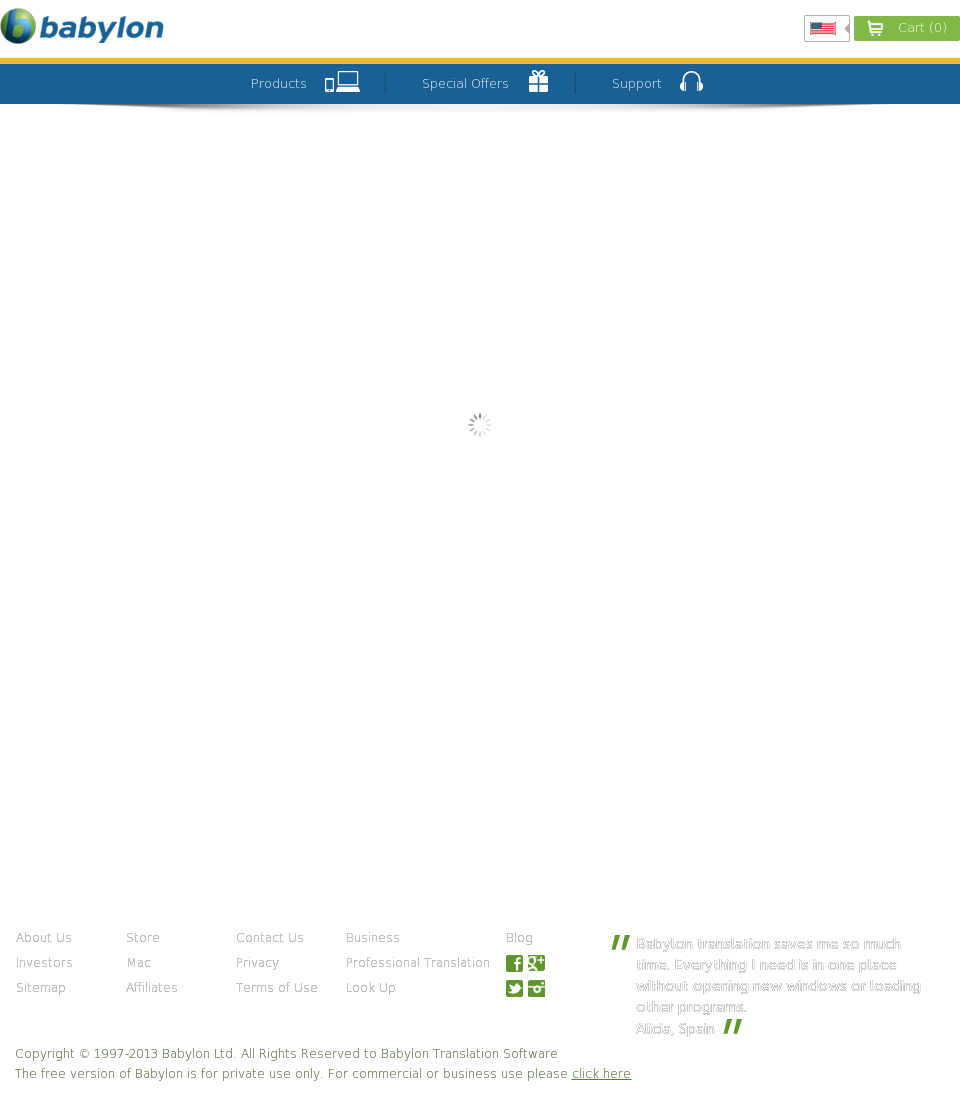 babylon
Cart (0)
Products
Special Offers
Support
About Us
Store
Contact Us
Business
Blog
Investors
Mac
Privacy
Professional Translation
Sitemap
Affiliates
Terms of Use
Look Up
" Babylon translation saves me so much
time. Everything I need is in one place
without opening new windows or loading
other programs.
Alicia, Spain "
Copyright © 1997-2013 Babylon Ltd. All Rights Reserved to Babylon Translation Software
The free version of Babylon is for private use only. For commercial or business use please click here